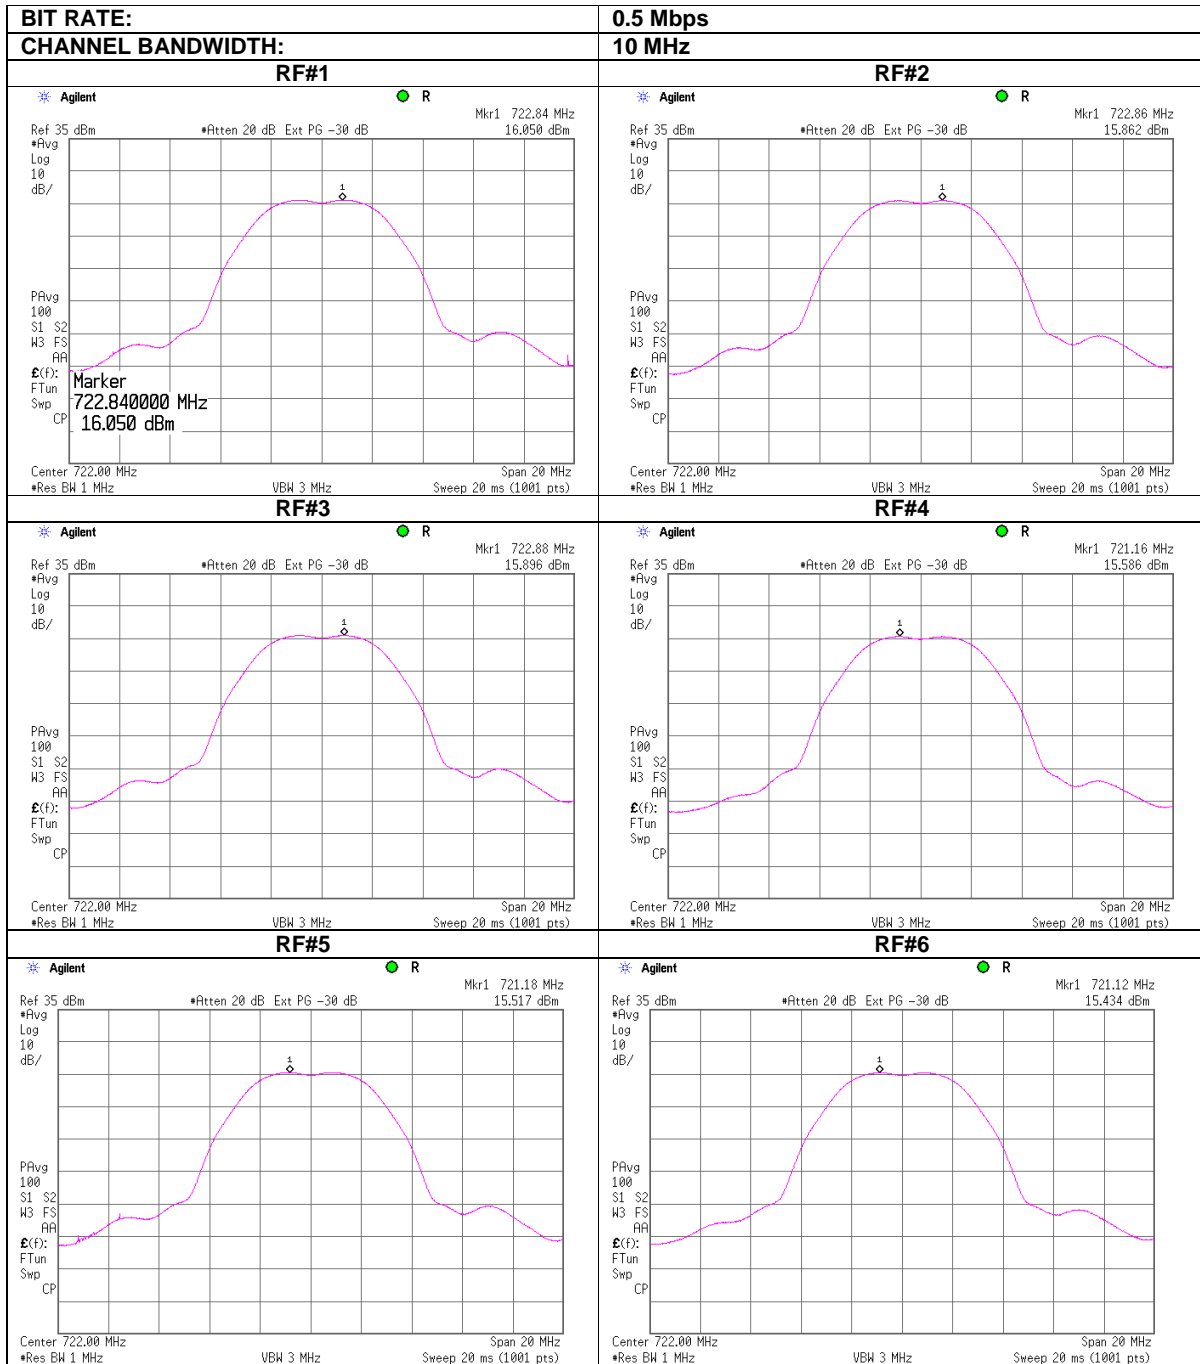 BIT RATE: 0.5 Mbps
CHANNEL BANDWIDTH: 10 MHz
RF#1 RF#2
Agilent R
Mkr1 722.84 MHz
Ref 35 dBm #Atten 20 dB Ext PG -30 dB 16.050 dBm
#Avg
Log
10
dB/
1
PAvg
100
S1 S2
W3 FS
AA
£(f):
FTun
Swp
CP
Marker
722.840000 MHz
16.050 dBm
Center 722.00 MHz Span 20 MHz
#Res BW 1 MHz VBW 3 MHz Sweep 20 ms (1001 pts)
Agilent R
Mkr1 722.86 MHz
Ref 35 dBm #Atten 20 dB Ext PG -30 dB 15.862 dBm
#Avg
Log
10
dB/
1
PAvg
100
S1 S2
W3 FS
AA
£(f):
FTun
Swp
CP
Center 722.00 MHz Span 20 MHz
#Res BW 1 MHz VBW 3 MHz Sweep 20 ms (1001 pts)
RF#3 RF#4
Agilent R
Mkr1 722.88 MHz
Ref 35 dBm #Atten 20 dB Ext PG -30 dB 15.896 dBm
#Avg
Log
10
dB/
1
PAvg
100
S1 S2
W3 FS
AA
£(f):
FTun
Swp
CP
Center 722.00 MHz Span 20 MHz
#Res BW 1 MHz VBW 3 MHz Sweep 20 ms (1001 pts)
Agilent R
Mkr1 721.16 MHz
Ref 35 dBm #Atten 20 dB Ext PG -30 dB 15.586 dBm
#Avg
Log
10
dB/
1
PAvg
100
S1 S2
W3 FS
AA
£(f):
FTun
Swp
CP
Center 722.00 MHz Span 20 MHz
#Res BW 1 MHz VBW 3 MHz Sweep 20 ms (1001 pts)
RF#5 RF#6
Agilent R
Mkr1 721.18 MHz
Ref 35 dBm #Atten 20 dB Ext PG -30 dB 15.517 dBm
#Avg
Log
10
dB/
1
PAvg
100
S1 S2
W3 FS
AA
£(f):
FTun
Swp
CP
Center 722.00 MHz Span 20 MHz
#Res BW 1 MHz VBW 3 MHz Sweep 20 ms (1001 pts)
Agilent R
Mkr1 721.12 MHz
Ref 35 dBm #Atten 20 dB Ext PG -30 dB 15.434 dBm
#Avg
Log
10
dB/
1
PAvg
100
S1 S2
W3 FS
AA
£(f):
FTun
Swp
CP
Center 722.00 MHz Span 20 MHz
#Res BW 1 MHz VBW 3 MHz Sweep 20 ms (1001 pts)